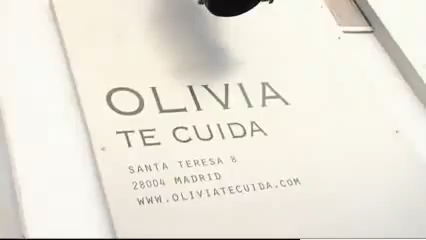 OLIVIA
TE CUIDA
SANTA TERESA 8
28004 MADRID
WWW.OLIVIATECUIDA.COM